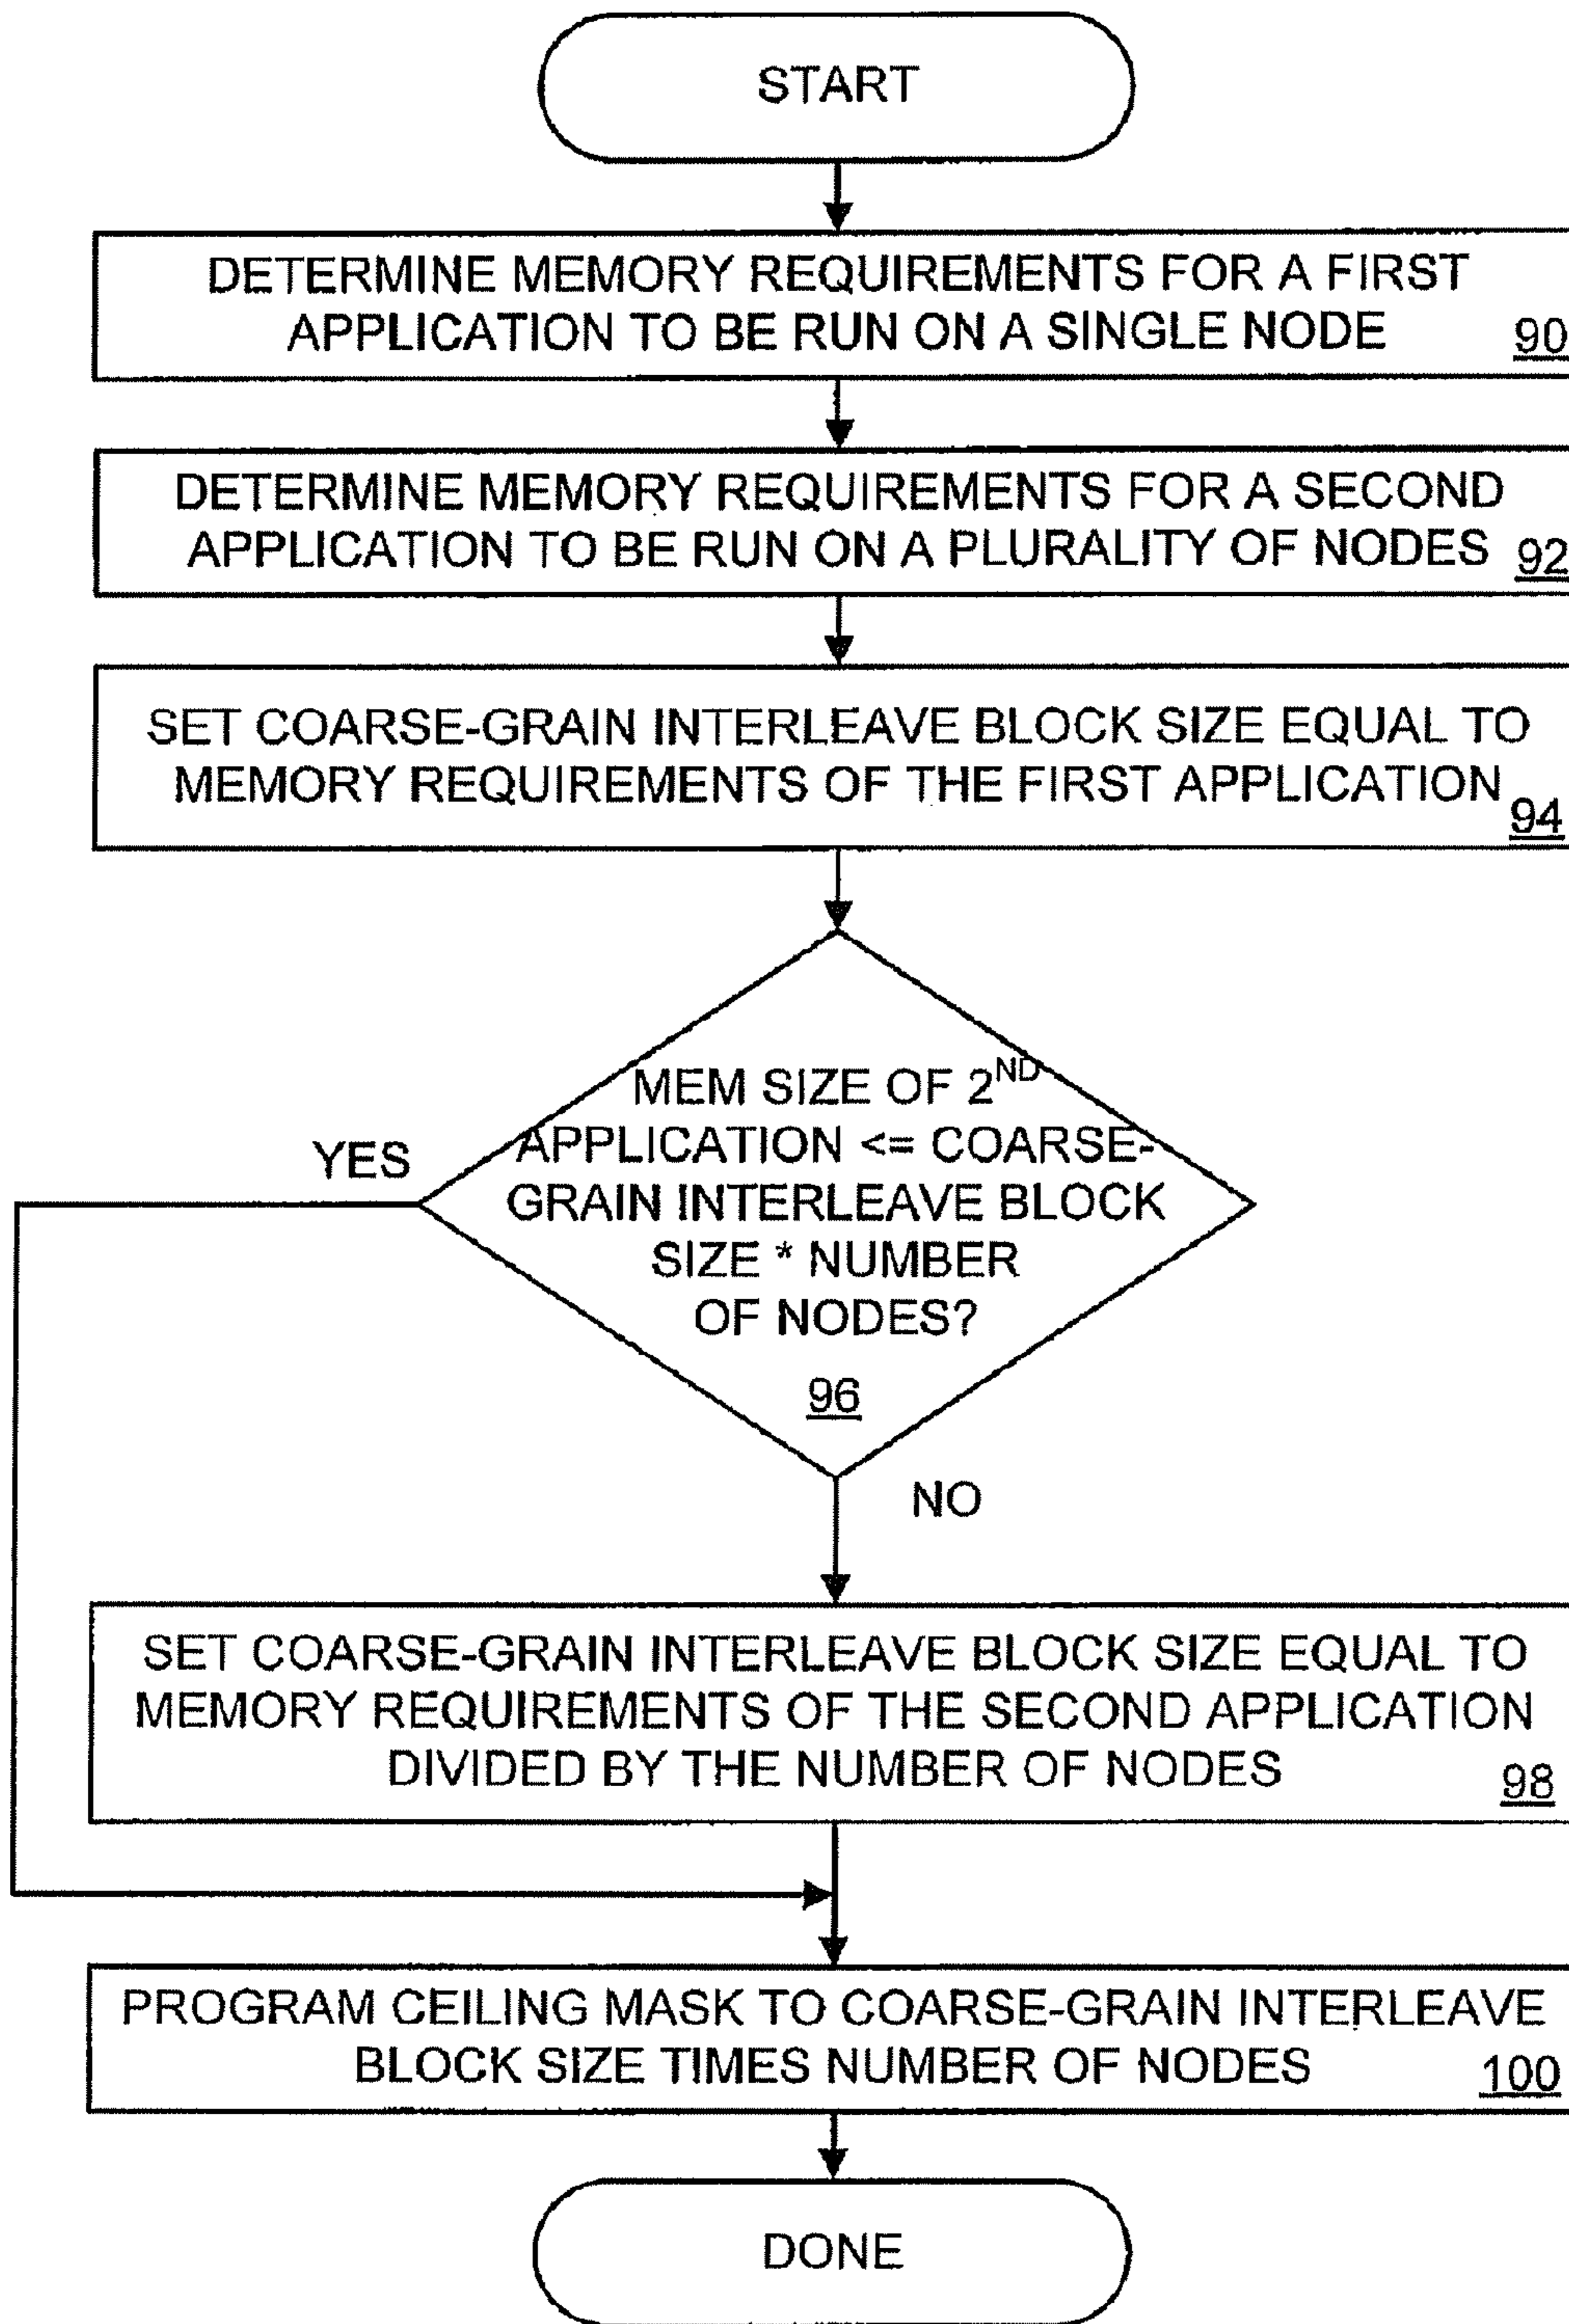 START
DETERMINE MEMORY REQUIREMENTS FOR A FIRST
APPLICATION TO BE RUN ON A SINGLE NODE
90
DETERMINE MEMORY REQUIREMENTS FOR A SECOND
APPLICATION TO BE RUN ON A PLURALITY OF NODES
92
SET COARSE-GRAIN INTERLEAVE BLOCK SIZE EQUAL TO
MEMORY REQUIREMENTS OF THE FIRST APPLICATION
94
MEM SIZE OF 2ND
APPLICATION <= COARSE-
GRAIN INTERLEAVE BLOCK
SIZE * NUMBER
OF NODES?
96
YES
NO
SET COARSE-GRAIN INTERLEAVE BLOCK SIZE EQUAL TO
MEMORY REQUIREMENTS OF THE SECOND APPLICATION
DIVIDED BY THE NUMBER OF NODES
98
PROGRAM CEILING MASK TO COARSE-GRAIN INTERLEAVE
BLOCK SIZE TIMES NUMBER OF NODES
100
DONE